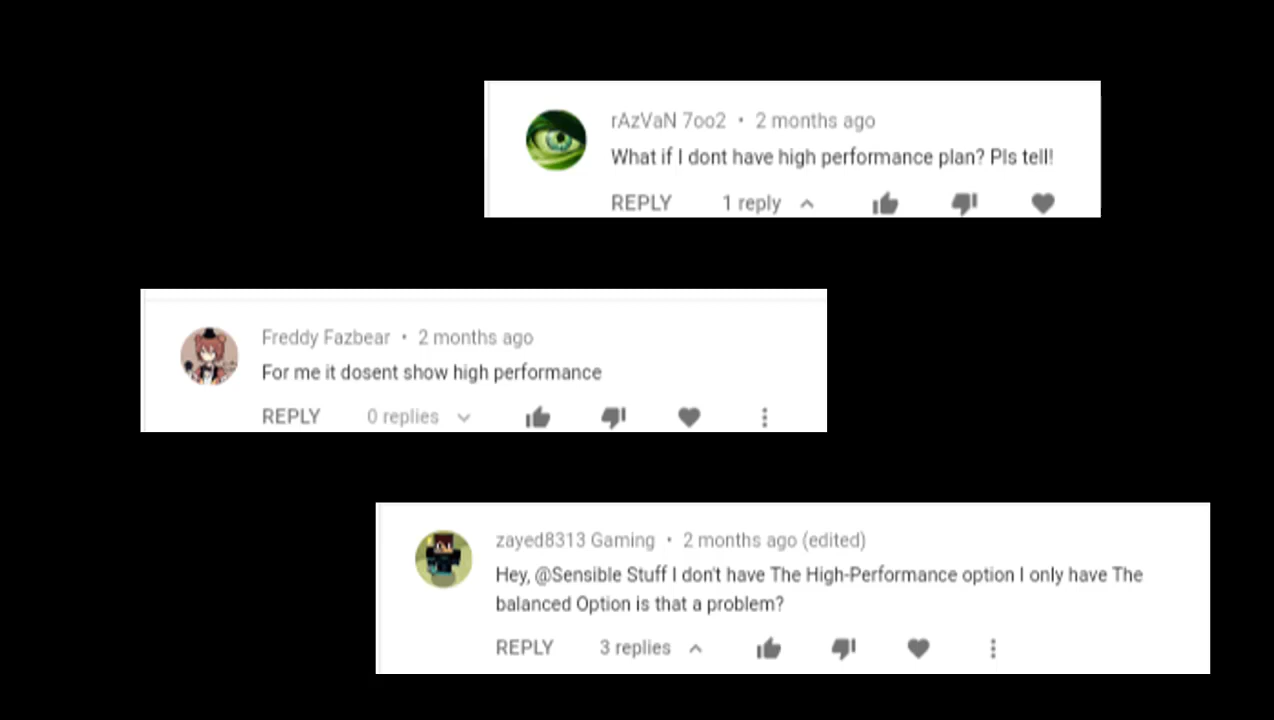 rAzVaN 7oo2 • 2 months ago
What if I dont have high performance plan? Pls tell!
REPLY 1 reply
Freddy Fazbear • 2 months ago
For me it dosent show high performance
REPLY 0 replies
zayed8313 Gaming • 2 months ago (edited)
Hey, @Sensible Stuff I don't have The High-Performance option I only have The
balanced Option is that a problem?
REPLY 3 replies